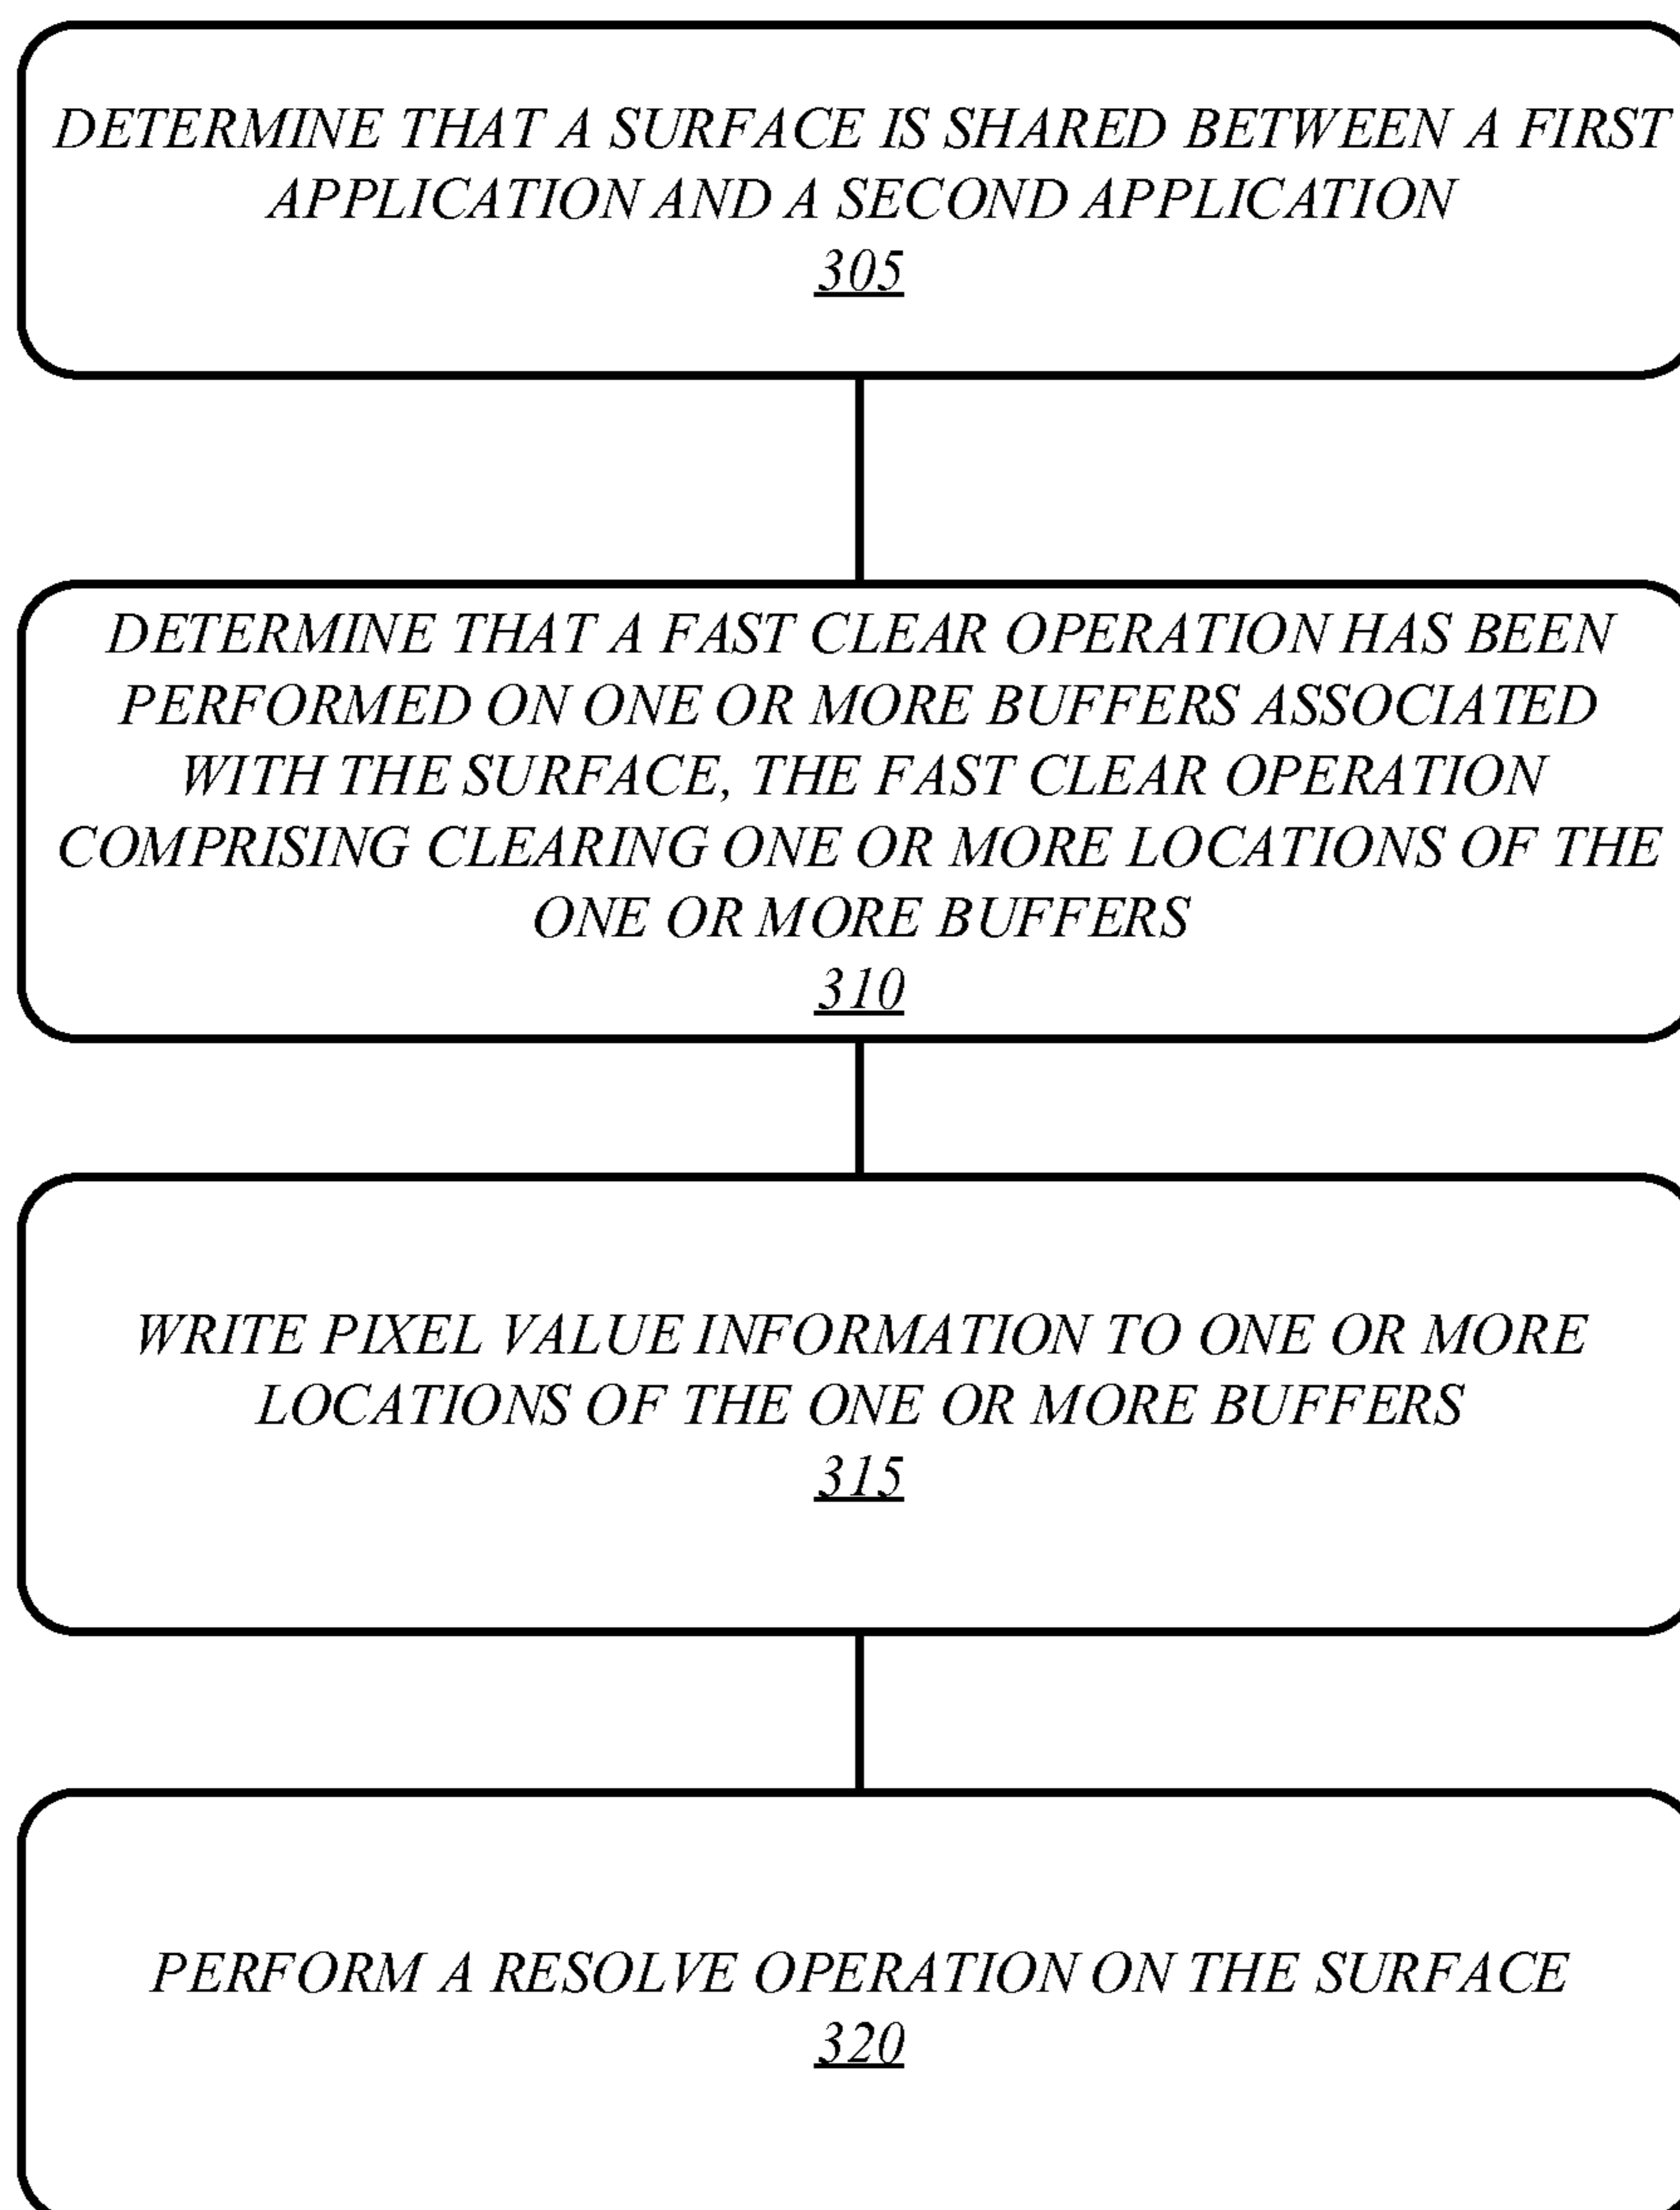 DETERMINE THAT A SURFACE IS SHARED BETWEEN A FIRST
APPLICATION AND A SECOND APPLICATION
305
DETERMINE THAT A FAST CLEAR OPERATION HAS BEEN
PERFORMED ON ONE OR MORE BUFFERS ASSOCIATED
WITH THE SURFACE, THE FAST CLEAR OPERATION
COMPRISING CLEARING ONE OR MORE LOCATIONS OF THE
ONE OR MORE BUFFERS
310
WRITE PIXEL VALUE INFORMATION TO ONE OR MORE
LOCATIONS OF THE ONE OR MORE BUFFERS
315
PERFORM A RESOLVE OPERATION ON THE SURFACE
320